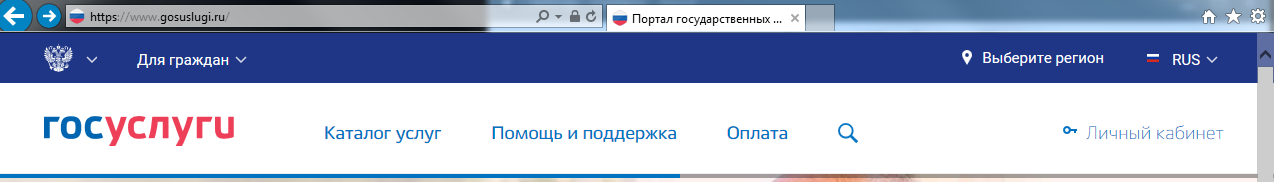 https://www.gosuslugi.ru/
Портал государственных ...
Для граждан
Выберите регион
RUS
госуслуги
Каталог услуг
Помощь и поддержка
Оплата
Личный кабинет